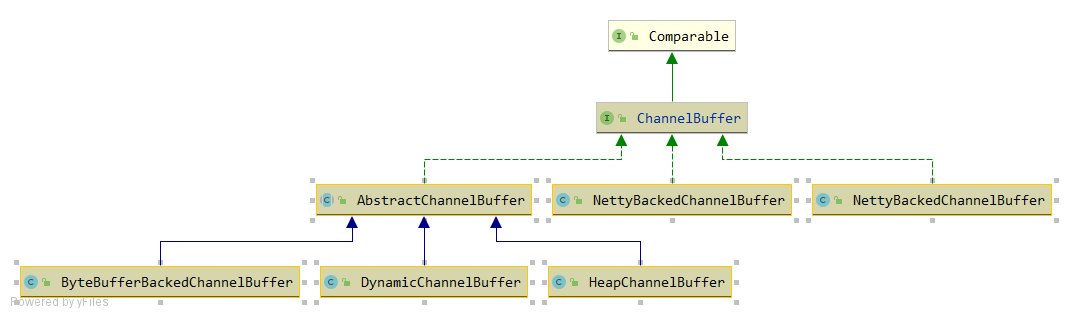 Comparable
ChannelBuffer
AbstractChannelBuffer
NettyBackedChannelBuffer
NettyBackedChannelBuffer
ByteBufferBackedChannelBuffer
DynamicChannelBuffer
HeapChannelBuffer
Powered by yFiles